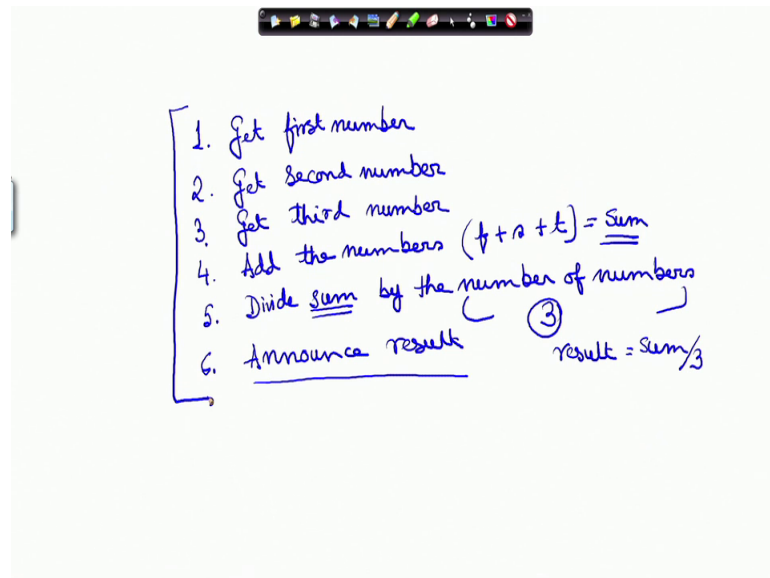 1. Get first number
2. Get second number
3. Get third number
4. Add the numbers (f + s + t) = sum
5. Divide sum by the number of numbers
3
6. Announce result
result = sum/3